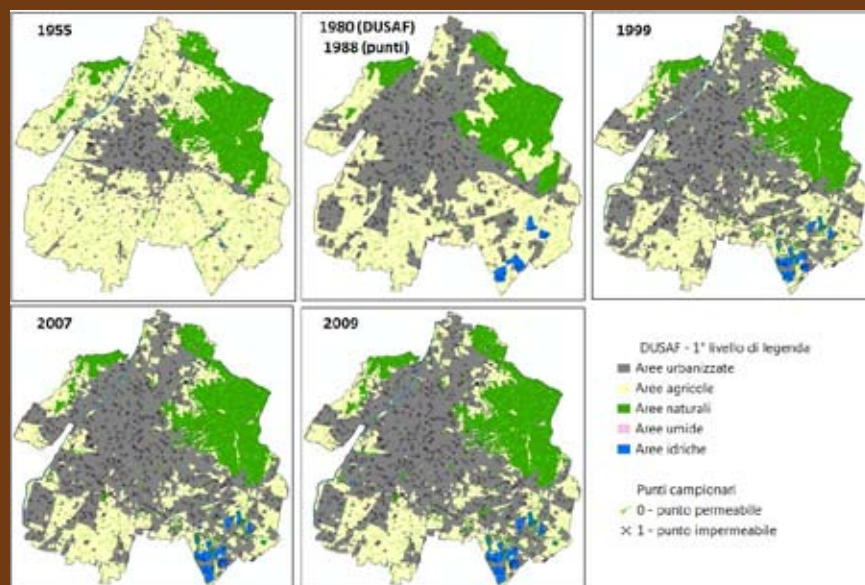 1955
1980 (DUSAF)
1988 (punti)
1999
2007
2009
DUSAF - 1° livello di legenda
Aree urbanizzate
Aree agricole
Aree naturali
Aree umide
Aree idriche
Punti campionari
0 - punto permeabile
1 - punto impermeabile